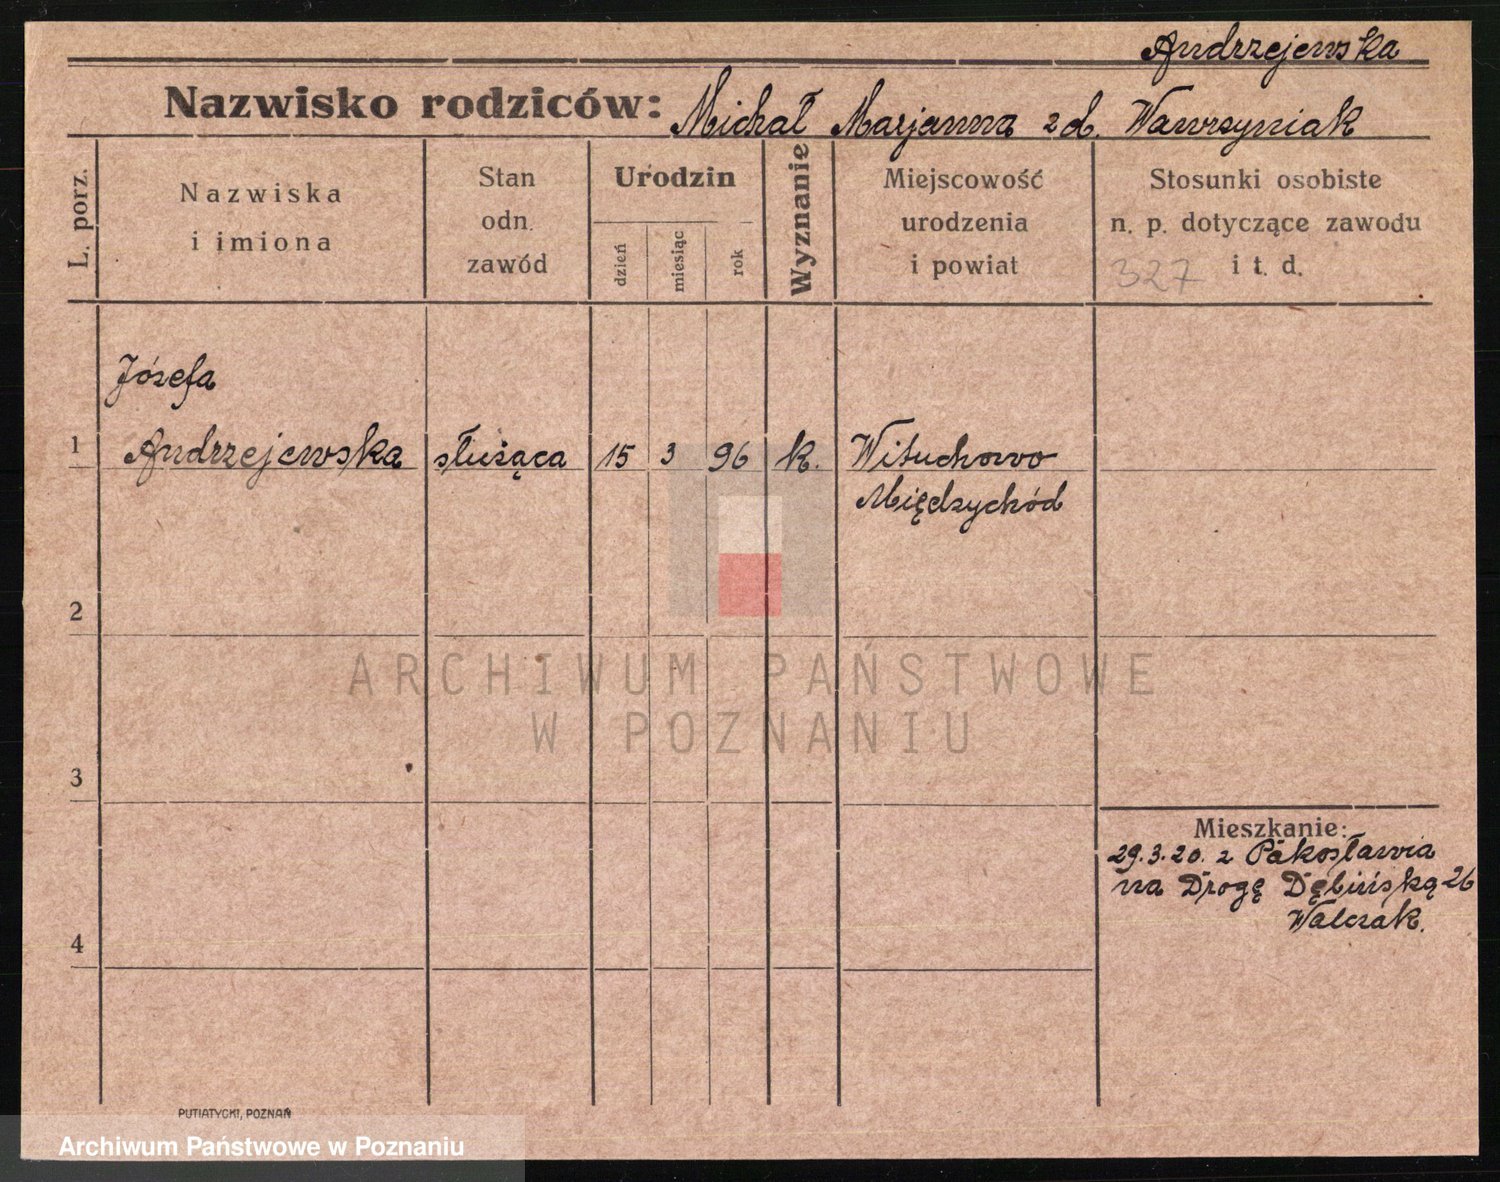 Andrzejewska
Nazwisko rodziców: Michał Marjanna z d. Wawrzyniak
L. porz.
Nazwiska
i imiona
Stan
odn.
zawód
Urodzin
dzień
miesiąc
rok
Wyznanie
Miejscowość
urodzenia
i powiat
Stosunki osobiste
n. p. dotyczące zawodu
i t. d.
327
Józefa
1 Andrzejewska służąca 15 3 96 k. Wituchowo
Międzychód
2
3
4
Mieszkanie:
29.3.20. z Pakosławia
na Drogę Dębińską 26
Walczak.
PUTIATYCKI, POZNAŃ
ARCHIWUM PAŃSTWOWE
W POZNANIU
Archiwum Państwowe w Poznaniu